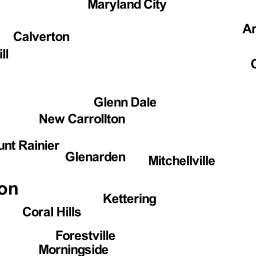 Maryland City
Ar
Calverton
ill
C
Glenn Dale
New Carrollton
unt Rainier
Glenarden
Mitchellville
on
Kettering
Coral Hills
Forestville
Morningside